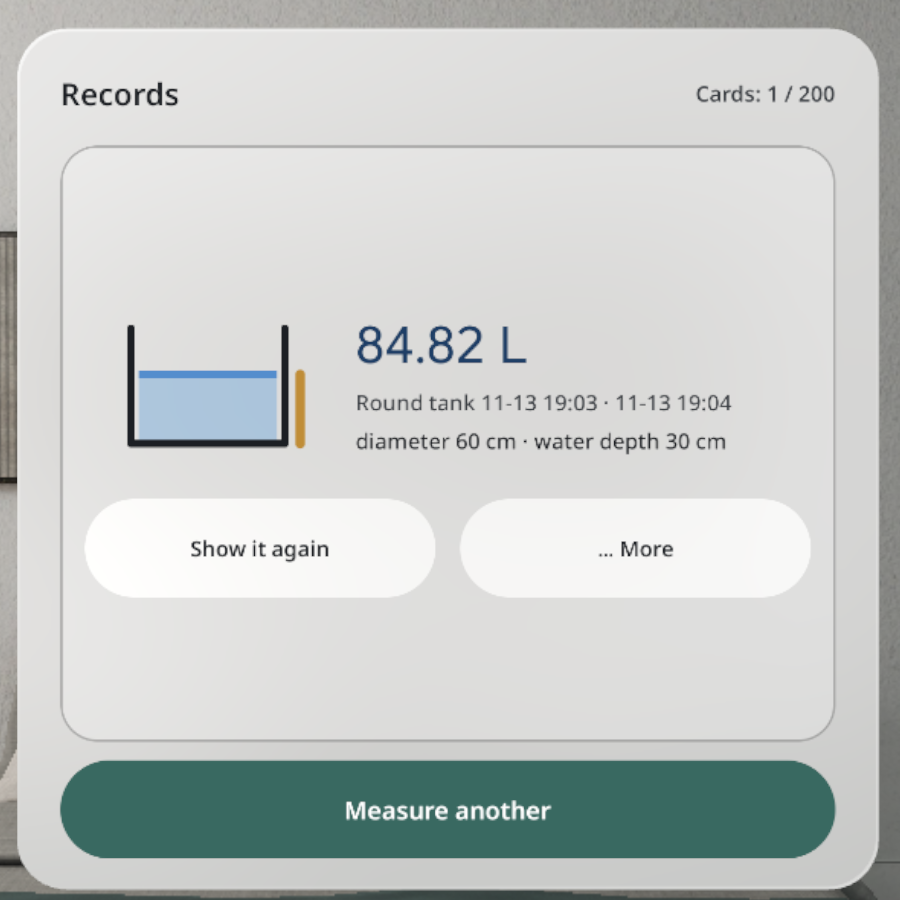 Records
Cards: 1 / 200
84.82 L
Round tank 11-13 19:03 · 11-13 19:04
diameter 60 cm · water depth 30 cm
Show it again
... More
Measure another